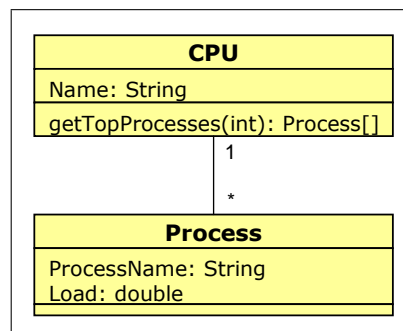 CPU
Name: String
getTopProcesses(int): Process[]
1
*
Process
ProcessName: String
Load: double